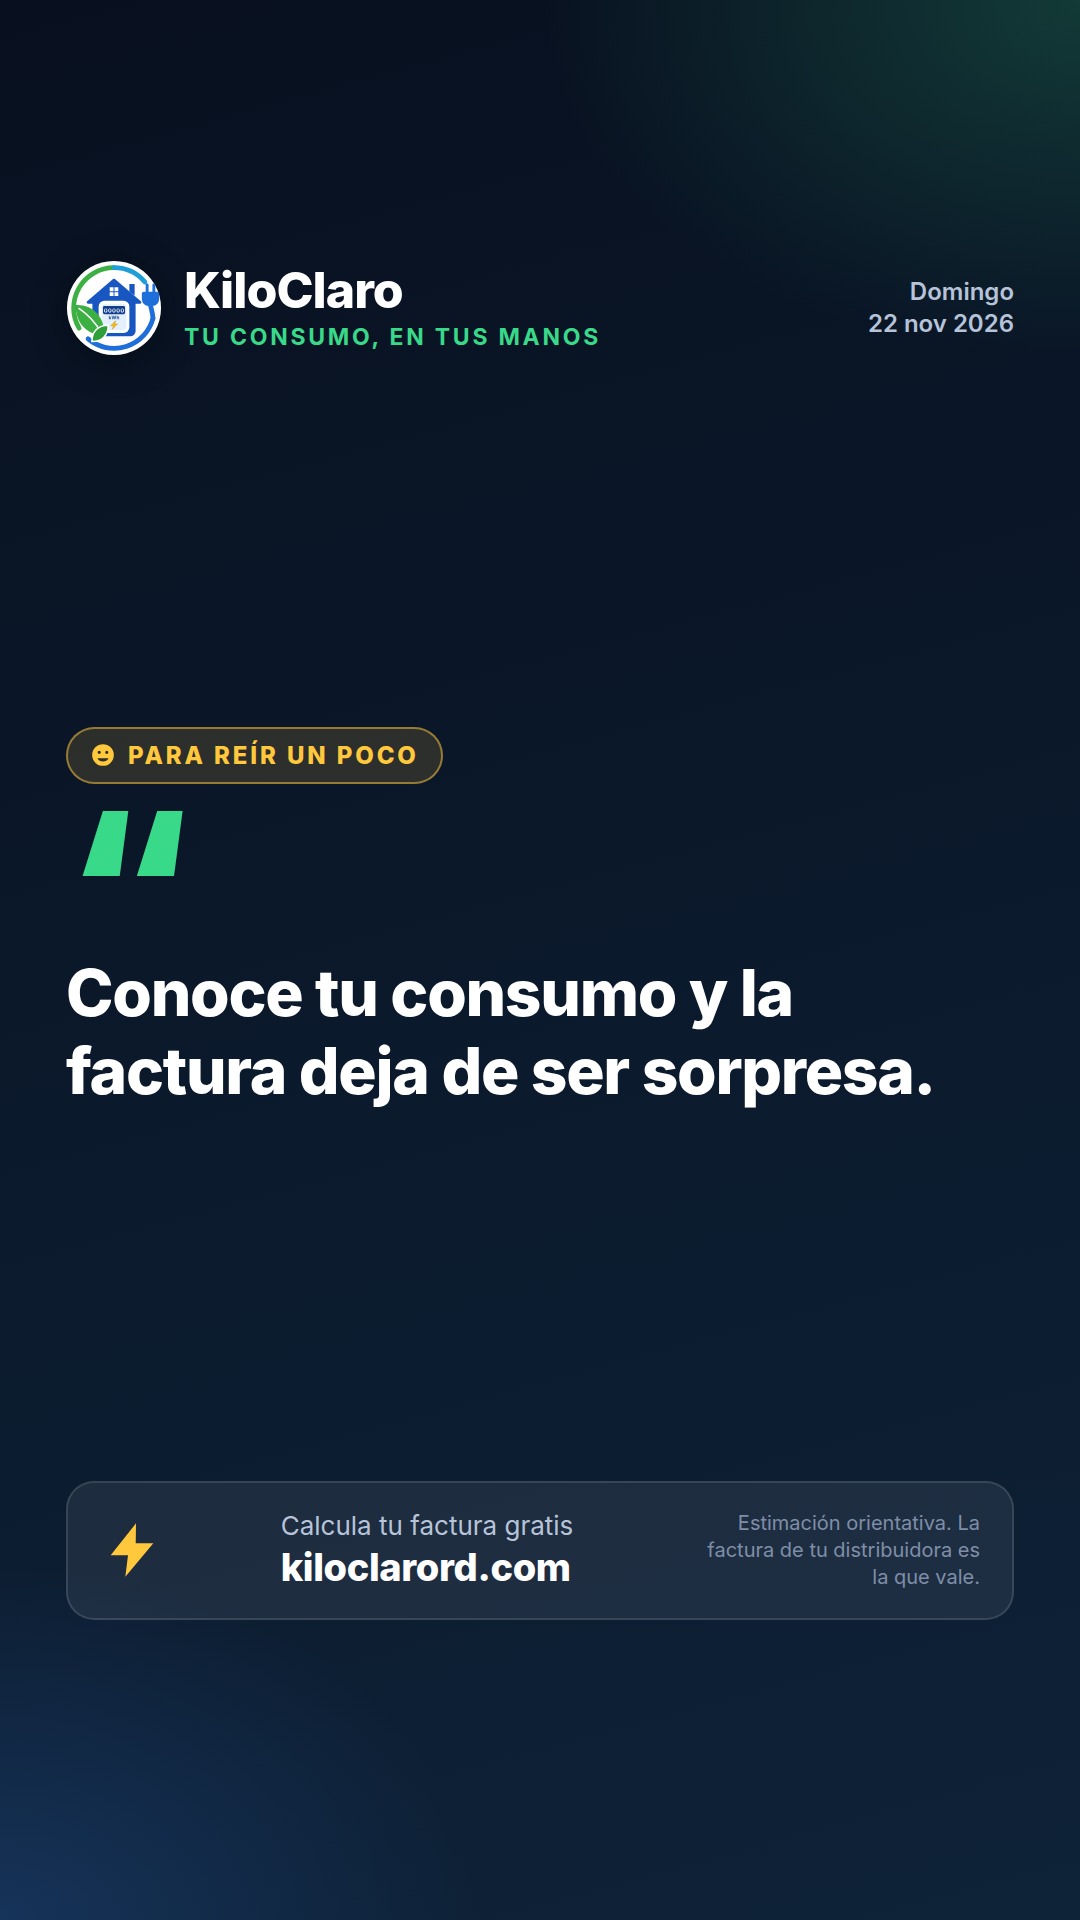 KiloClaro
TU CONSUMO, EN TUS MANOS
Domingo
22 nov 2026
PARA REÍR UN POCO
"
Conoce tu consumo y la
factura deja de ser sorpresa.
Calcula tu factura gratis
kiloclarord.com
Estimación orientativa. La
factura de tu distribuidora es
la que vale.